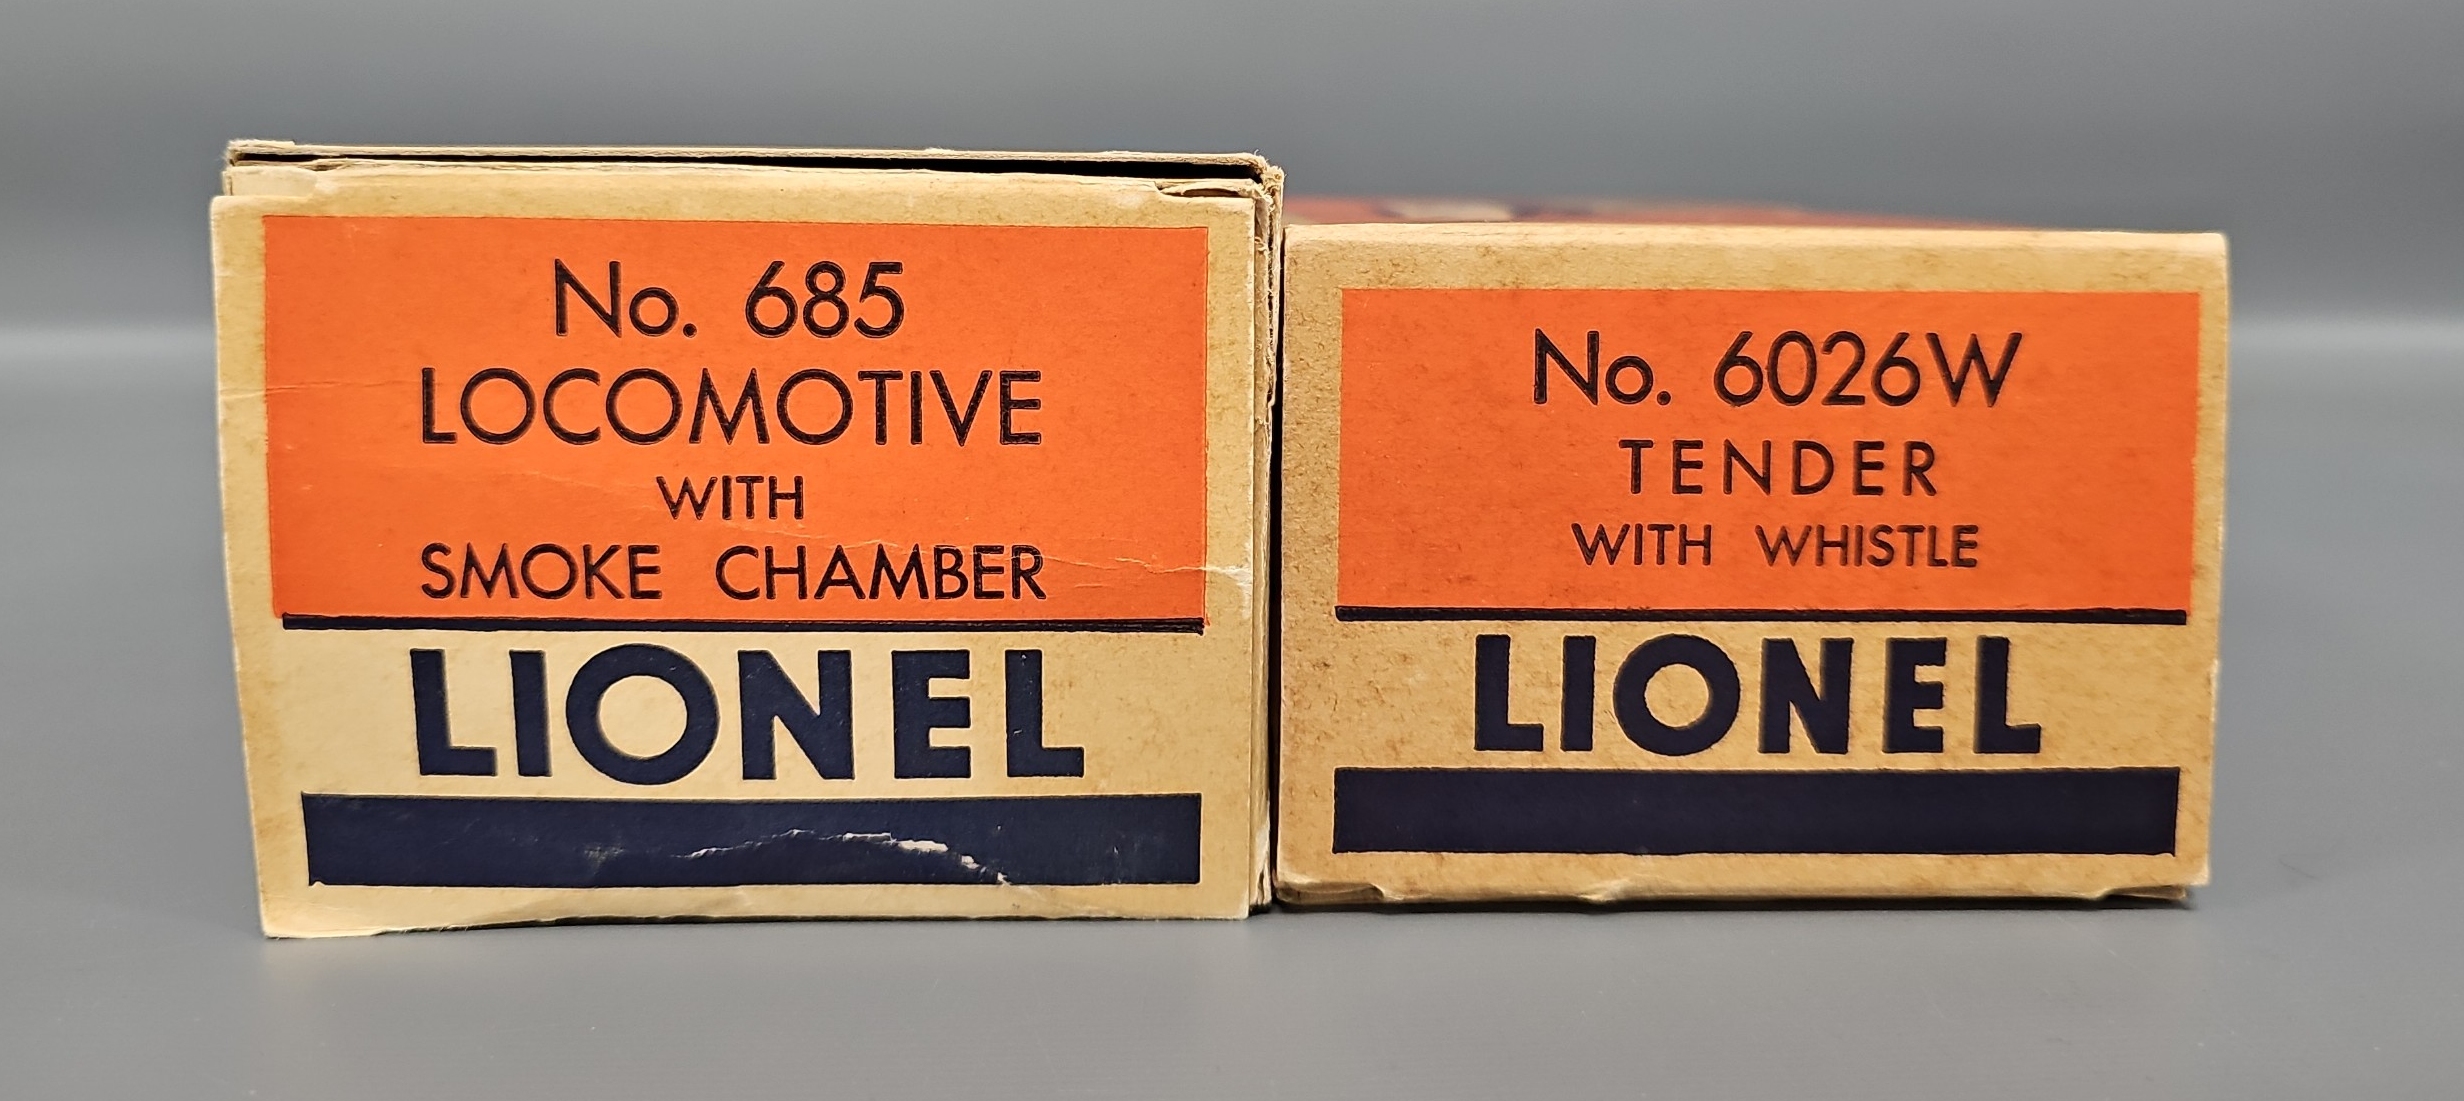 No. 685
LOCOMOTIVE
WITH
SMOKE CHAMBER
LIONEL
No. 6026W
TENDER
WITH WHISTLE
LIONEL